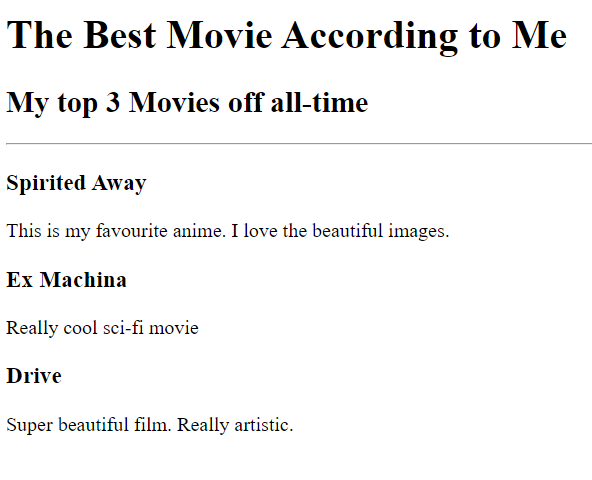 The Best Movie According to Me
My top 3 Movies off all-time
Spirited Away
This is my favourite anime. I love the beautiful images.
Ex Machina
Really cool sci-fi movie
Drive
Super beautiful film. Really artistic.